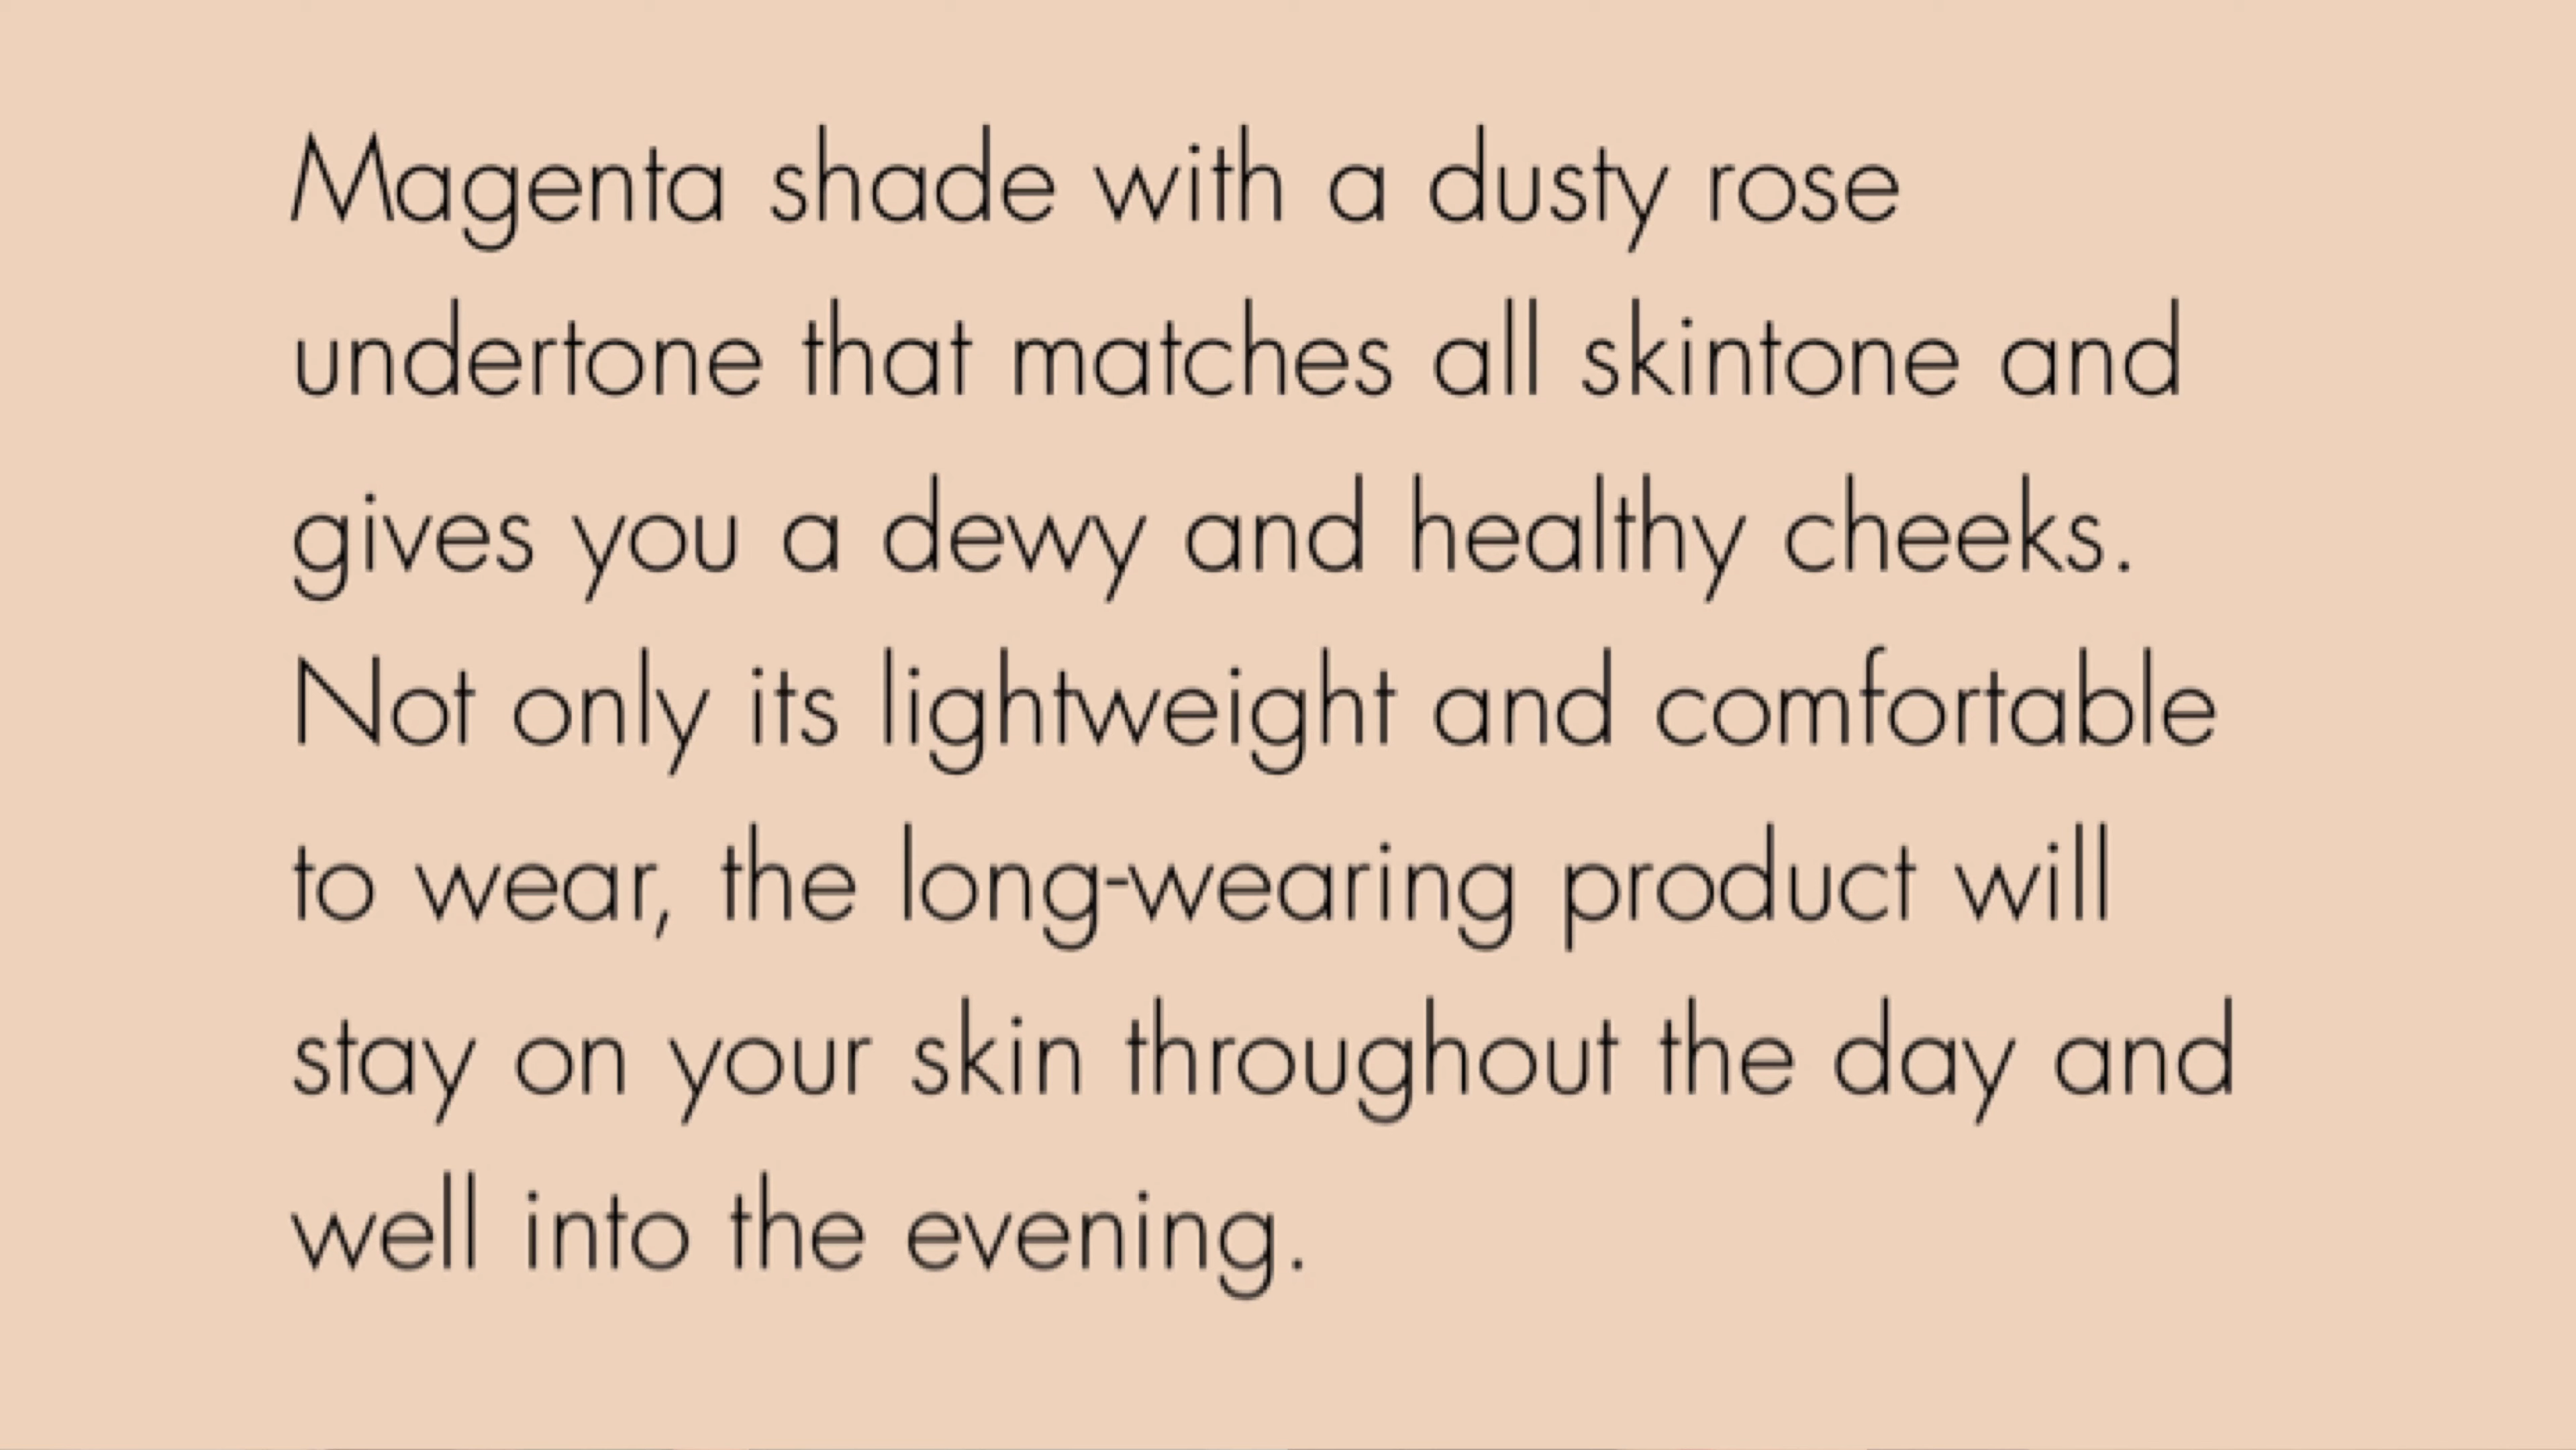 Magenta shade with a dusty rose
undertone that matches all skintone and
gives you a dewy and healthy cheeks.
Not only its lightweight and comfortable
to wear, the long-wearing product will
stay on your skin throughout the day and
well into the evening.